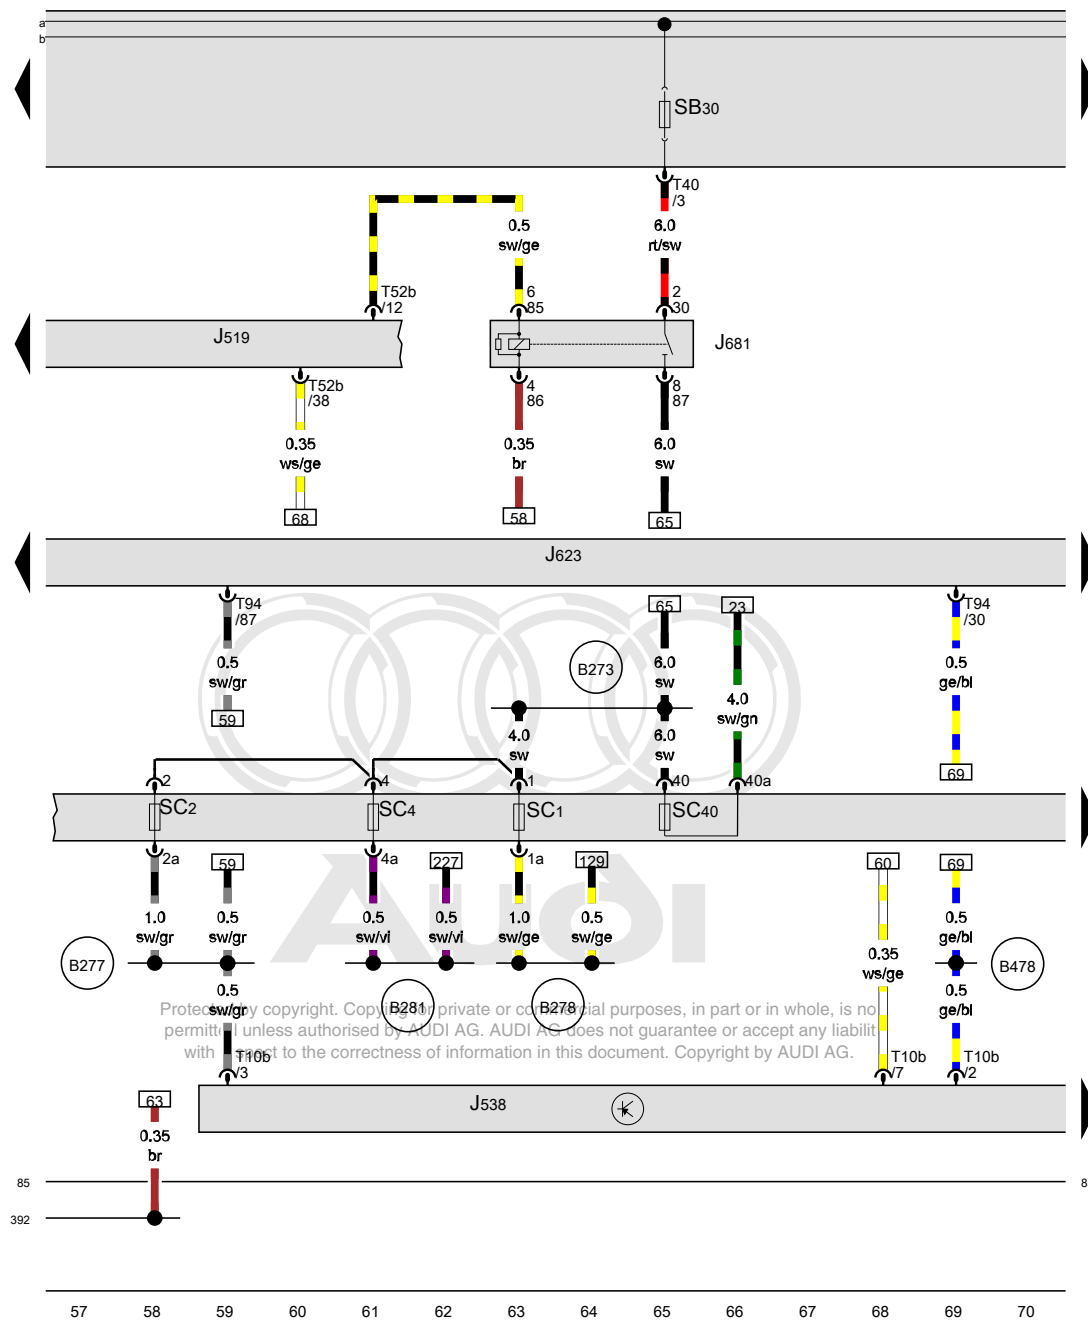 a
b
SB30
T40
/3
0.5
sw/ge
6.0
rt/sw
T52b
/12
6
85
2
30
J519
J681
T52b
/38
4
86
8
87
0.35
ws/ge
0.35
br
6.0
sw
68
58
65
J623
T94
/87
65
23
T94
/30
0.5
sw/gr
B273
6.0
sw
0.5
ge/bl
4.0
sw/gn
59
4.0
sw
6.0
sw
69
2
4
1
40
40a
SC2
SC4
SC1
SC40
2a
59
4a
227
1a
129
60
69
1.0
sw/gr
0.5
sw/gr
0.5
sw/vi
0.5
sw/vi
1.0
sw/ge
0.5
sw/ge
0.5
ge/bl
0.35
ws/ge
B277
B478
0.5
sw/gr
B281
B278
0.5
ge/bl
AUDI
Protected by copyright. Copying for private or commercial purposes, in part or in whole, is no
permitted unless authorised by AUDI AG. AUDI AG does not guarantee or accept any liabilit
with respect to the correctness of information in this document. Copyright by AUDI AG.
T10b
/3
T10b
/7
T10b
/2
63
J538
0.35
br
85
8
392
57 58 59 60 61 62 63 64 65 66 67 68 69 70